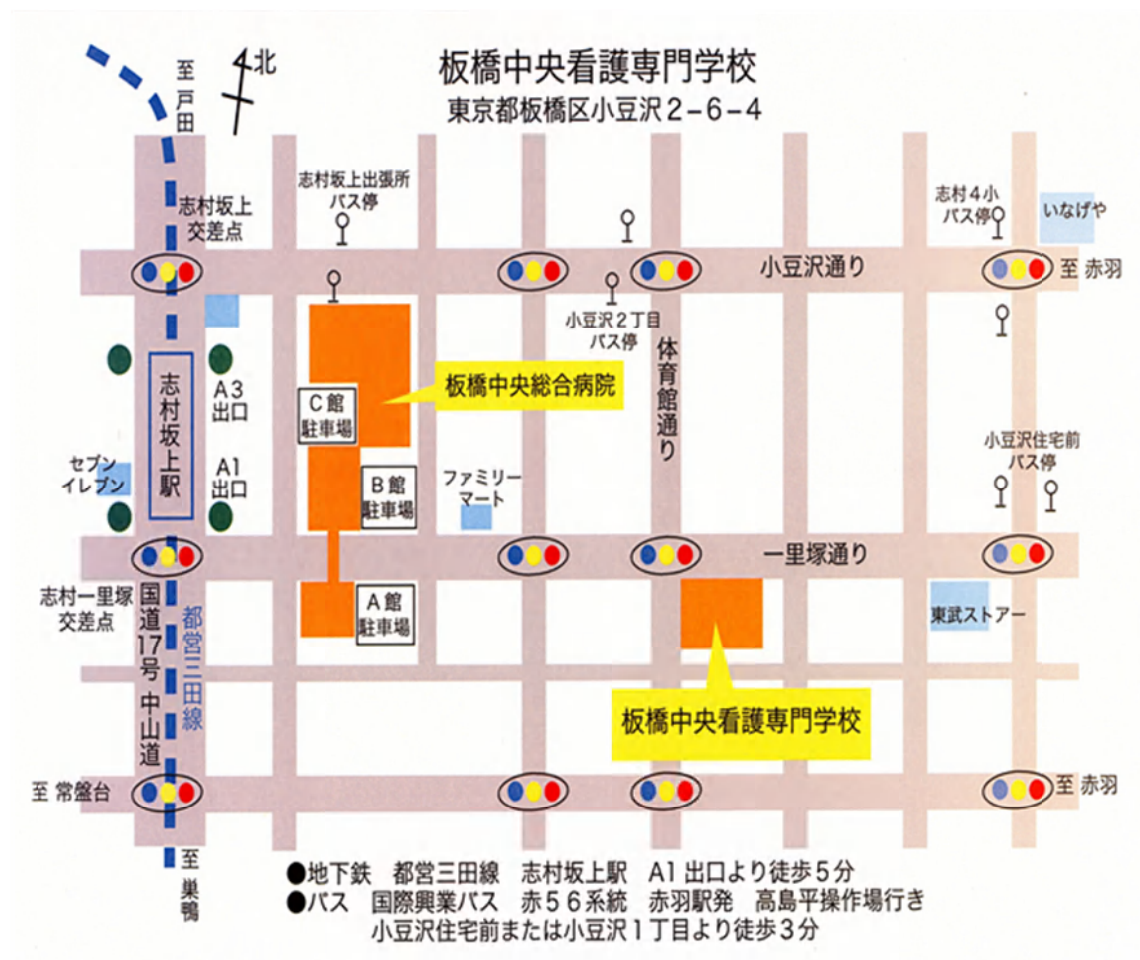 板橋中央看護専門学校
東京都板橋区小豆沢2-6-4
至 戸田
北
志村坂上
交差点
志村坂上出張所
バス停
志村4小
バス停
いなげや
小豆沢通り
至 赤羽
小豆沢2丁目
バス停
体育館通り
志村坂上駅
A3
出口
板橋中央総合病院
C館
駐車場
セブン
イレブン
A1
出口
B館
駐車場
ファミリー
マート
小豆沢住宅前
バス停
一里塚通り
志村一里塚
交差点
国道17号 中山道
都営三田線
A館
駐車場
東武ストアー
板橋中央看護専門学校
至 常盤台
至 赤羽
至 巣鴨
●地下鉄 都営三田線 志村坂上駅 A1出口より徒歩5分
●バス 国際興業バス 赤56系統 赤羽駅発 高島平操作場行き
小豆沢住宅前または小豆沢1丁目より徒歩3分